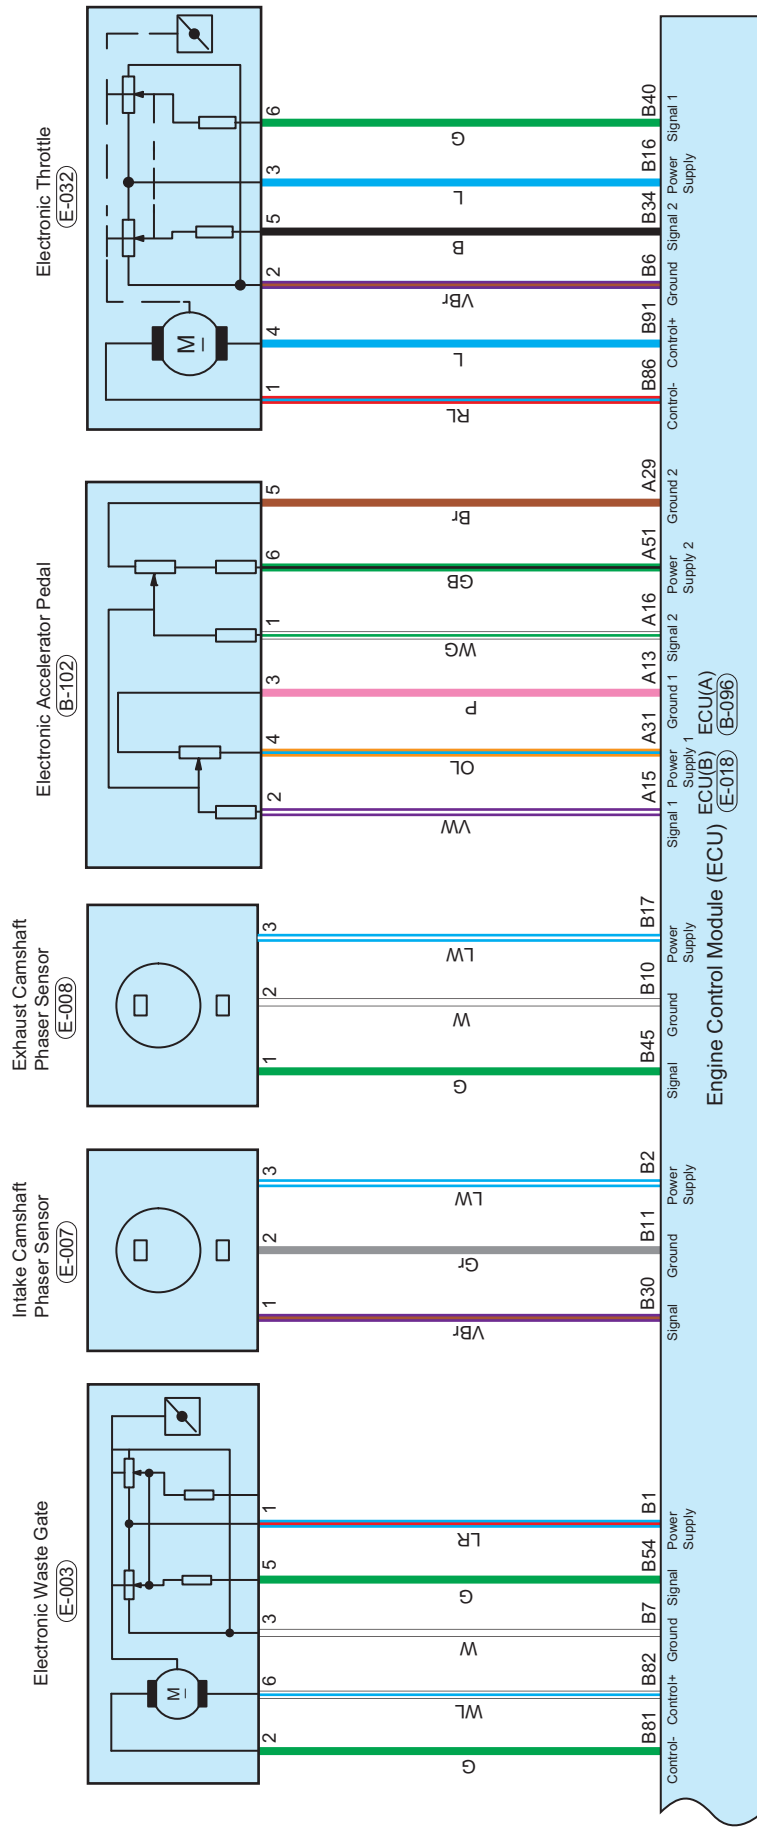 Electronic Waste Gate
E-003
Intake Camshaft
Phaser Sensor
E-007
Exhaust Camshaft
Phaser Sensor
E-008
Electronic Accelerator Pedal
B-102
Electronic Throttle
E-032
M
M
2
6
3
5
1
1
2
3
1
2
3
2
4
3
1
6
5
1
4
2
5
3
6
G
WL
W
G
LR
VBr
Gr
LW
G
W
LW
VW
OL
P
WG
GB
Br
RL
L
VBr
B
L
G
B81
B82
B7
B54
B1
B30
B11
B2
B45
B10
B17
A15
A31
A13
A16
A51
A29
B86
B91
B6
B34
B16
B40
Control-
Control+
Ground
Signal
Power
Supply
Signal
Ground
Power
Supply
Signal
Ground
Power
Supply
Signal 1
Power
Supply 1
Ground 1
Signal 2
Power
Supply 2
Ground 2
Control-
Control+
Ground
Signal 2
Power
Supply
Signal 1
Engine Control Module (ECU)
ECU(B)
E-018
ECU(A)
B-096